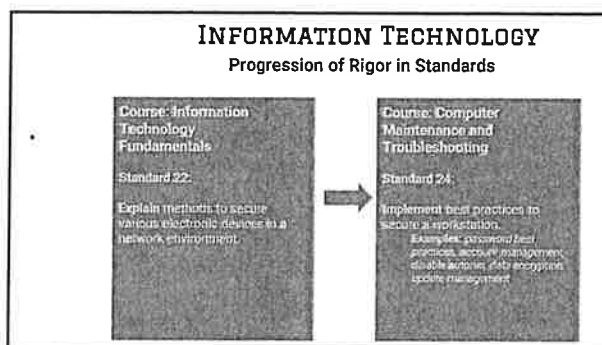 INFORMATION TECHNOLOGY
Progression of Rigor in Standards
Course: Information
Technology
Fundamentals
Standard 22:
Explain methods to secure
various electronic devices in a
network environment.
Course: Computer
Maintenance and
Troubleshooting
Standard 24:
Implement best practices to
secure a workstation.
Examples: password best
practices, account management,
disable autorun, data encryption,
update management